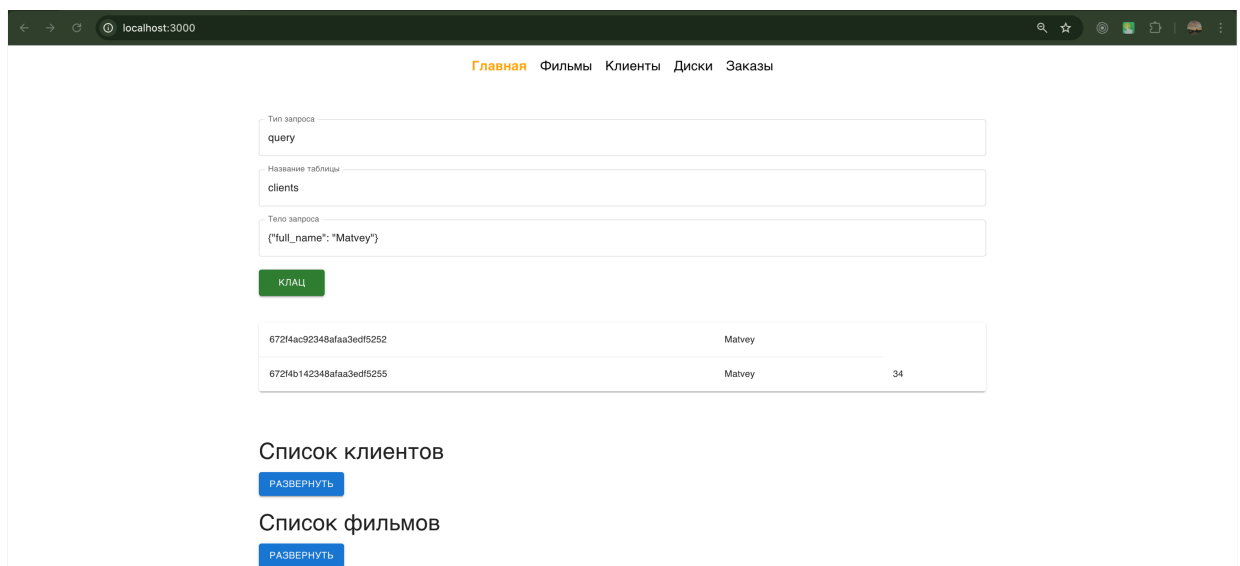 localhost:3000
Главная Фильмы Клиенты Диски Заказы
Тип запроса
query
Название таблицы
clients
Тело запроса
{"full_name": "Matvey"}
КЛАЦ
672f4ac92348afaa3edf5252 Matvey
672f4b142348afaa3edf5255 Matvey 34
Список клиентов
РАЗВЕРНУТЬ
Список фильмов
РАЗВЕРНУТЬ